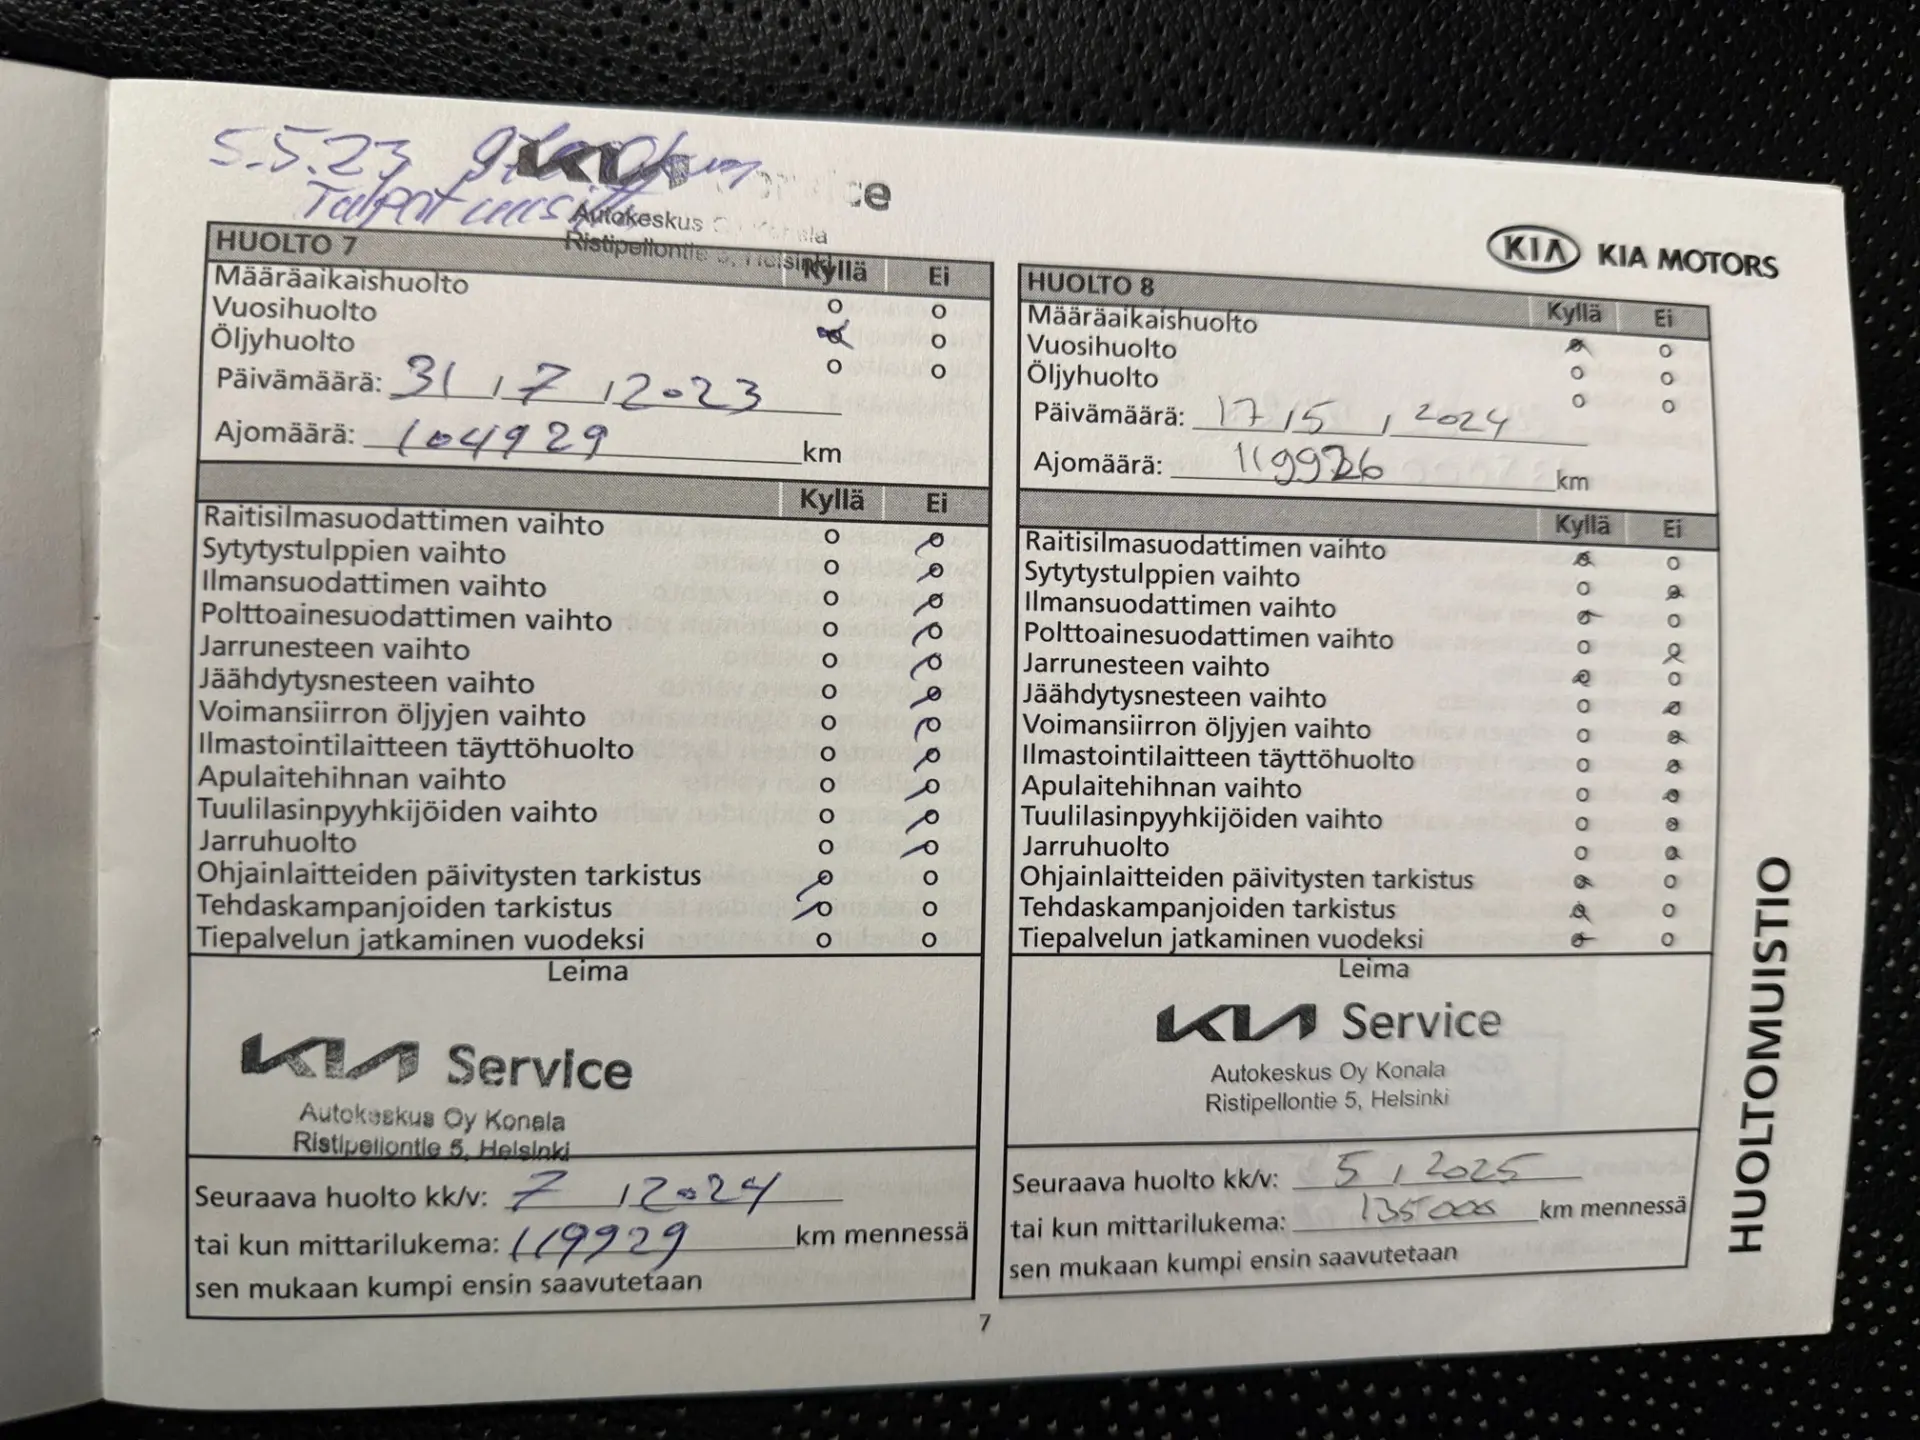 5.5.23
KIA Service
Autokeskus Oy Konala
Ristipellontie 5, Helsinki
KIA KIA MOTORS
HUOLTO 7 Kyllä Ei
Määräaikaishuolto o o
Vuosihuolto o
Öljyhuolto o o
Päivämäärä: 31 / 7 / 2023
Ajomäärä: 104929 km
Kyllä Ei
Raitisilmasuodattimen vaihto
Sytytystulppien vaihto
Ilmansuodattimen vaihto
Polttoainesuodattimen vaihto
Jarrunesteen vaihto
Jäähdytysnesteen vaihto
Voimansiirron öljyjen vaihto
Ilmastointilaitteen täyttöhuolto
Apulaitehihnan vaihto
Tuulilasinpyyhkijöiden vaihto
Jarruhuolto
Ohjainlaitteiden päivitysten tarkistus
Tehdaskampanjoiden tarkistus
Tiepalvelun jatkaminen vuodeksi
Leima
KIA Service
Autokeskus Oy Konala
Ristipellontie 5, Helsinki
Seuraava huolto kk/v: 7 / 2024
tai kun mittarilukema: 119929 km mennessä
sen mukaan kumpi ensin saavutetaan
HUOLTO 8 Kyllä Ei
Määräaikaishuolto
Vuosihuolto
Öljyhuolto
Päivämäärä: 17 / 5 / 2024
Ajomäärä: 119926 km
Kyllä Ei
Raitisilmasuodattimen vaihto
Sytytystulppien vaihto
Ilmansuodattimen vaihto
Polttoainesuodattimen vaihto
Jarrunesteen vaihto
Jäähdytysnesteen vaihto
Voimansiirron öljyjen vaihto
Ilmastointilaitteen täyttöhuolto
Apulaitehihnan vaihto
Tuulilasinpyyhkijöiden vaihto
Jarruhuolto
Ohjainlaitteiden päivitysten tarkistus
Tehdaskampanjoiden tarkistus
Tiepalvelun jatkaminen vuodeksi
Leima
KIA Service
Autokeskus Oy Konala
Ristipellontie 5, Helsinki
Seuraava huolto kk/v: 5 / 2025
tai kun mittarilukema: 135000 km mennessä
sen mukaan kumpi ensin saavutetaan
HUOLTOMUISTIO
7